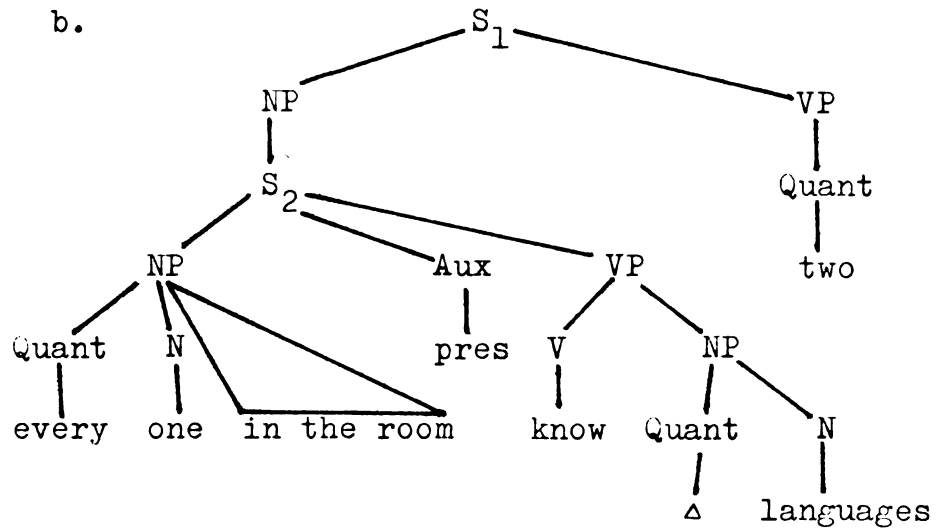 b. S1
NP VP
S2 Quant
NP Aux VP two
Quant N pres V NP
every one in the room know Quant N
Δ languages